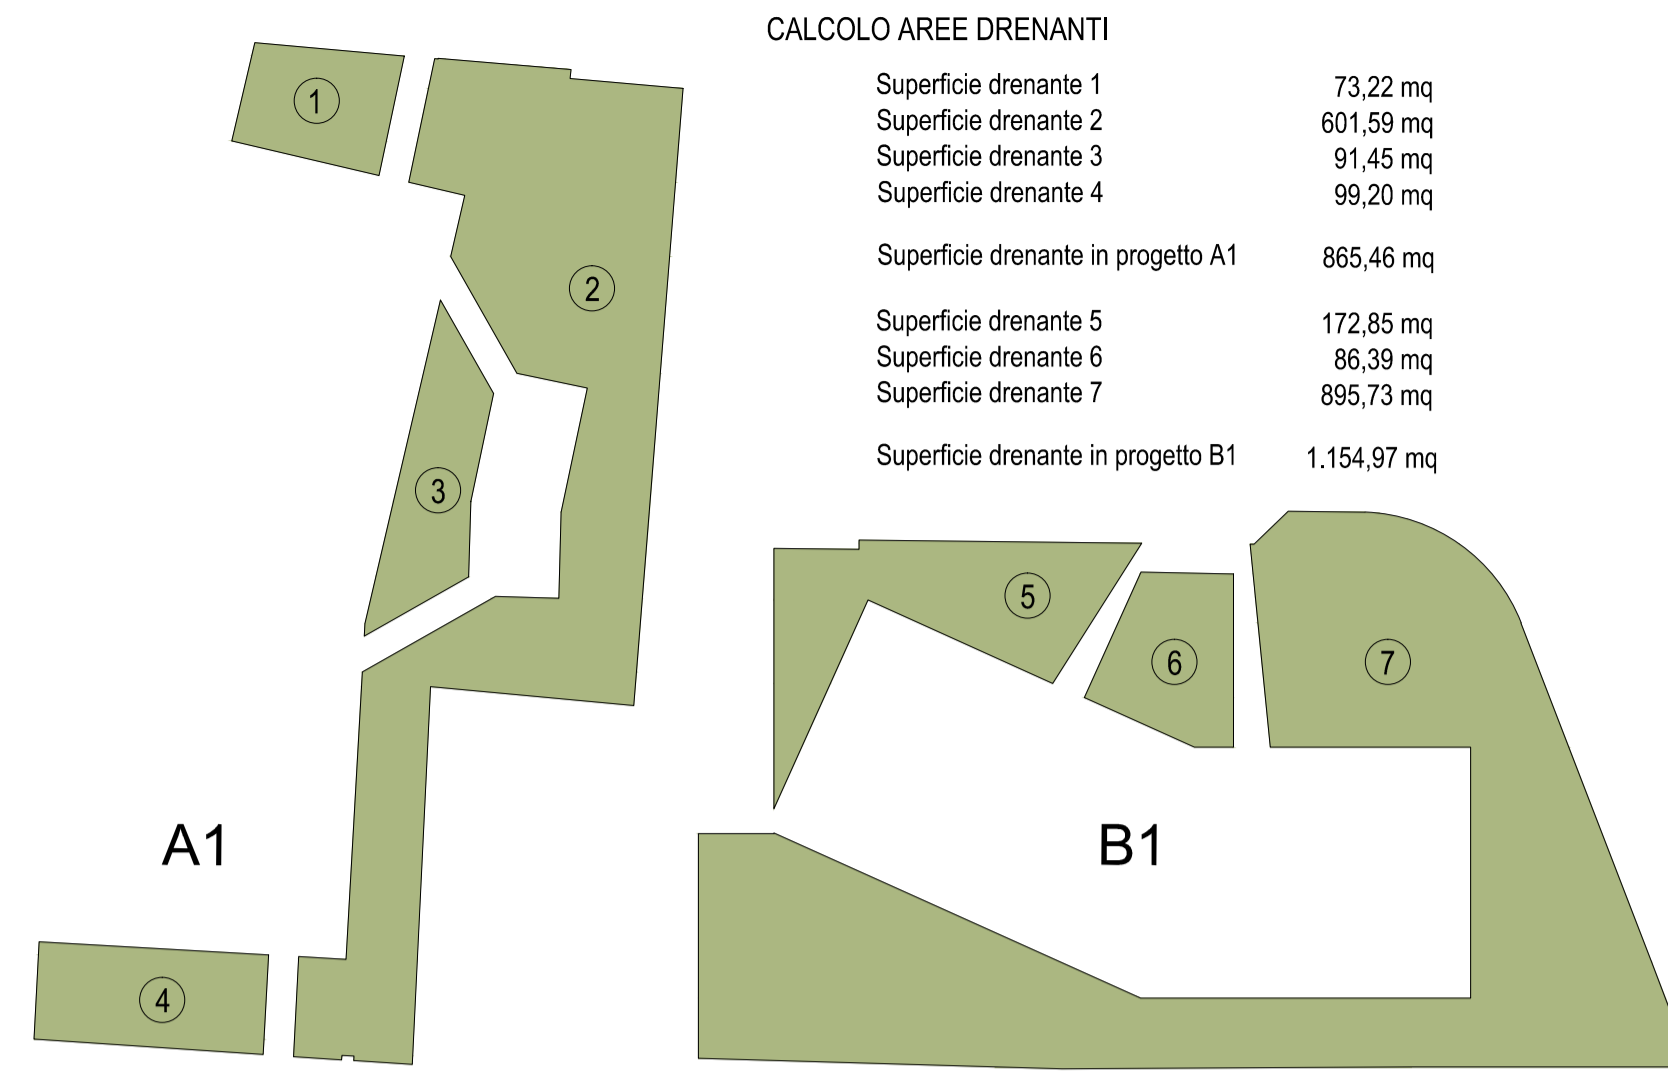 CALCOLO AREE DRENANTI
Superficie drenante 1 73,22 mq
Superficie drenante 2 601,59 mq
Superficie drenante 3 91,45 mq
Superficie drenante 4 99,20 mq
Superficie drenante in progetto A1 865,46 mq
Superficie drenante 5 172,85 mq
Superficie drenante 6 86,39 mq
Superficie drenante 7 895,73 mq
Superficie drenante in progetto B1 1.154,97 mq
1
2
3
A1
4
5
6
7
B1